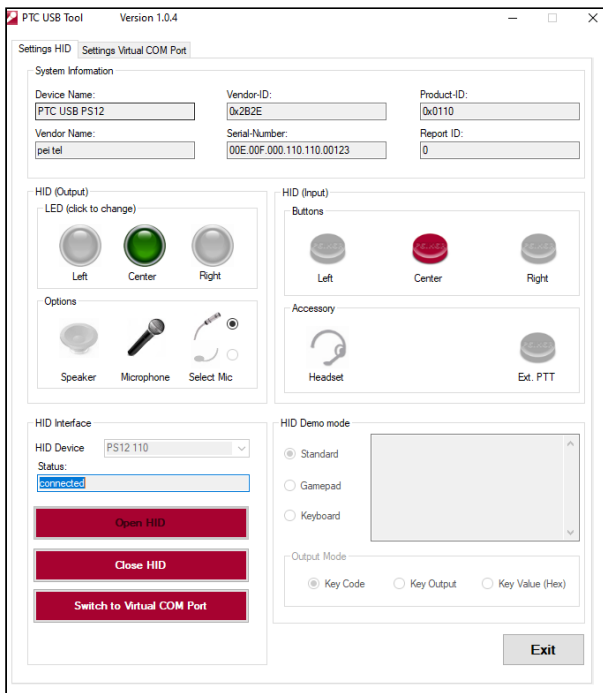 PTC USB Tool Version 1.0.4
Settings HID Settings Virtual COM Port
System Information
Device Name: Vendor-ID: Product-ID:
PTC USB PS12 0x2B2E 0x0110
Vendor Name: Serial-Number: Report ID:
pei tel 00E.00F.000.110.110.00123 0
HID (Output)
LED (click to change)
Left Center Right
Options
Speaker Microphone Select Mic
HID (Input)
Buttons
Left Center Right
Accessory
Headset Ext. PTT
HID Interface
HID Device PS12 110
Status:
connected
Open HID
Close HID
Switch to Virtual COM Port
HID Demo mode
Standard
Gamepad
Keyboard
Output Mode
Key Code Key Output Key Value (Hex)
Exit